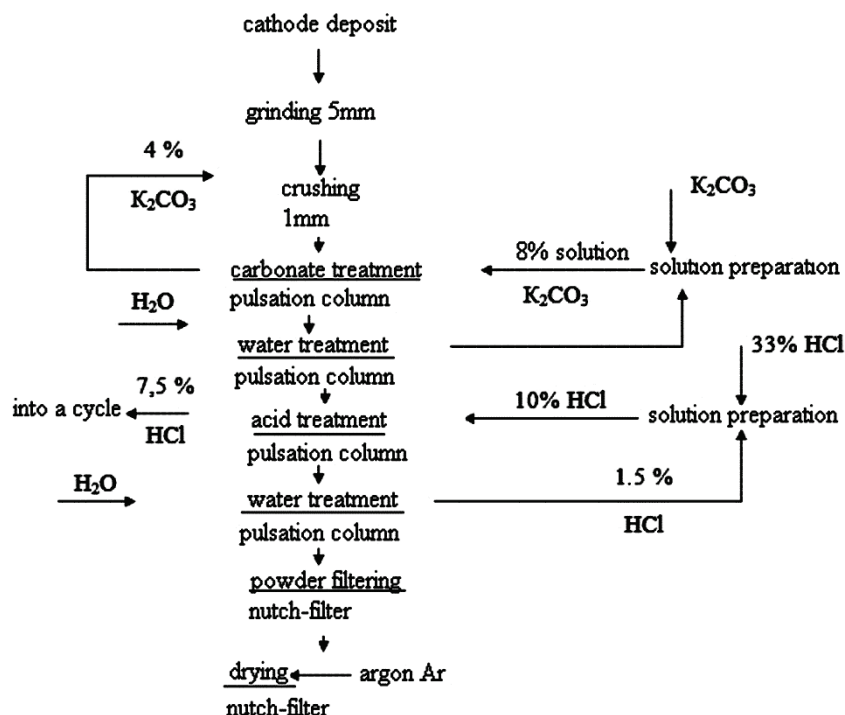 cathode deposit
grinding 5mm
4 %
K₂CO₃
crushing
1mm
K₂CO₃
carbonate treatment
pulsation column
8% solution
K₂CO₃
solution preparation
H₂O
water treatment
pulsation column
33% HCl
into a cycle
7,5 %
HCl
acid treatment
pulsation column
10% HCl
solution preparation
H₂O
water treatment
pulsation column
1.5 %
HCl
powder filtering
nutch-filter
drying
argon Ar
nutch-filter